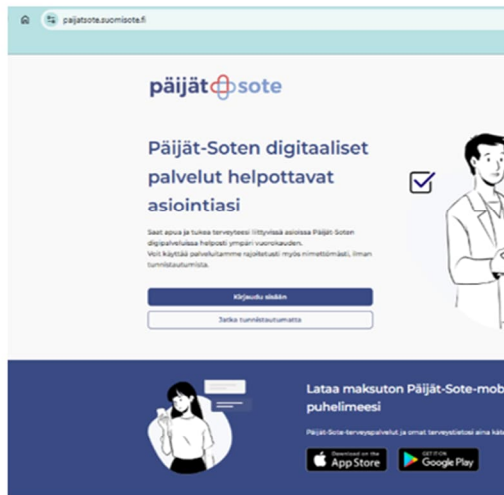 paijatsote.suomisote.fi
päijät sote
Päijät-Soten digitaaliset
palvelut helpottavat
asiointiasi
Saat apua ja tukea terveyteesi liittyvissä asioissa Päijät-Soten
digipalveluissa helposti ympäri vuorokauden.
Voit käyttää palveluitamme rajoitetusti myös nimettömästi, ilman
tunnistautumista.
Kirjaudu sisään
Jatka tunnistautumatta
Lataa maksuton Päijät-Sote-mob
puhelimeesi
Päijät-Sote-terveyspalvelut ja omat terveystietosi aina käte
Download on the
App Store
GET IT ON
Google Play